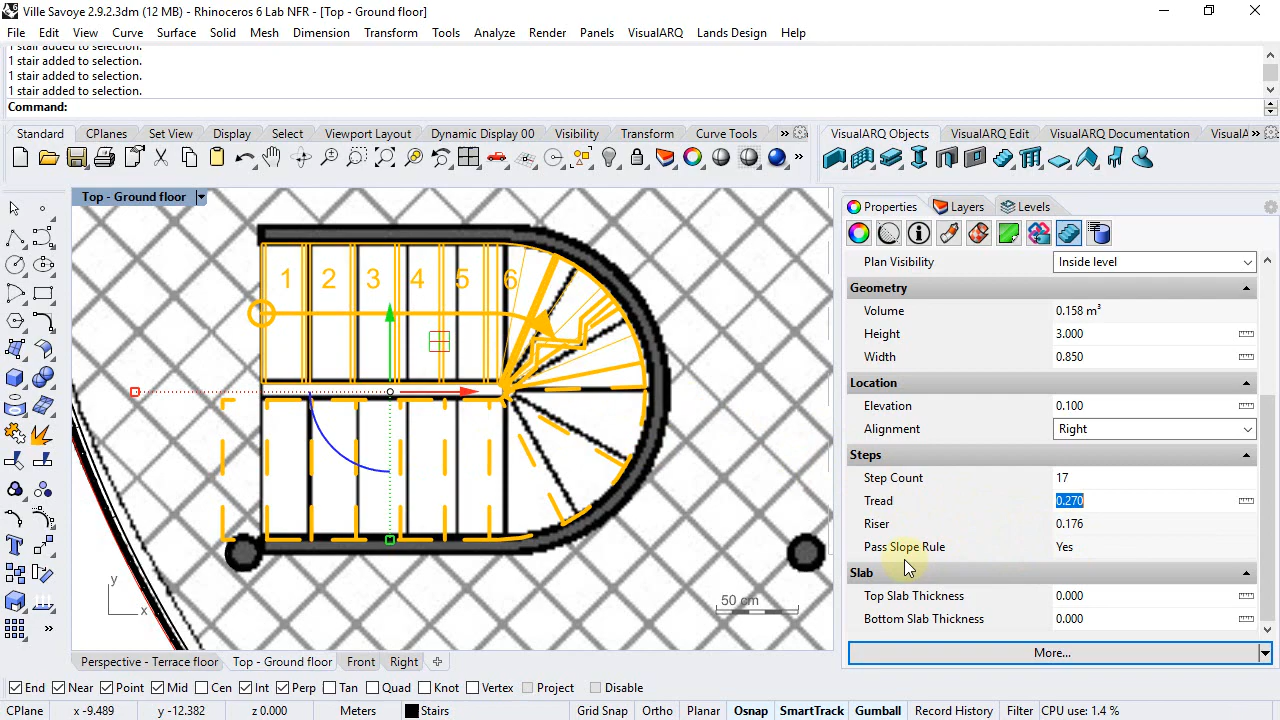 Ville Savoye 2.9.2.3dm (12 MB) - Rhinoceros 6 Lab NFR - [Top - Ground floor]
File Edit View Curve Surface Solid Mesh Dimension Transform Tools Analyze Render Panels VisualARQ Lands Design Help
1 stair added to selection.
1 stair added to selection.
1 stair added to selection.
1 stair added to selection.
Command:
Standard CPlanes Set View Display Select Viewport Layout Dynamic Display 00 Visibility Transform Curve Tools »
VisualARQ Objects VisualARQ Edit VisualARQ Documentation VisualA »
Top - Ground floor
Properties Layers Levels
Plan Visibility Inside level
Geometry
Volume 0.158 m³
Height 3.000
Width 0.830
Location
Elevation 0.100
Alignment Right
Steps
Step Count 17
Tread 0.270
Riser 0.176
Pass Slope Rule Yes
Slab
Top Slab Thickness 0.000
Bottom Slab Thickness 0.000
More...
1 2 3 4 5 6
50 cm
y
x
Perspective - Terrace floor Top - Ground floor Front Right
End Near Point Mid Cen Int Perp Tan Quad Knot Vertex Project Disable
CPlane x -9.489 y -12.382 z 0.000 Meters Stairs Grid Snap Ortho Planar Osnap SmartTrack Gumball Record History Filter CPU use: 1.4 %